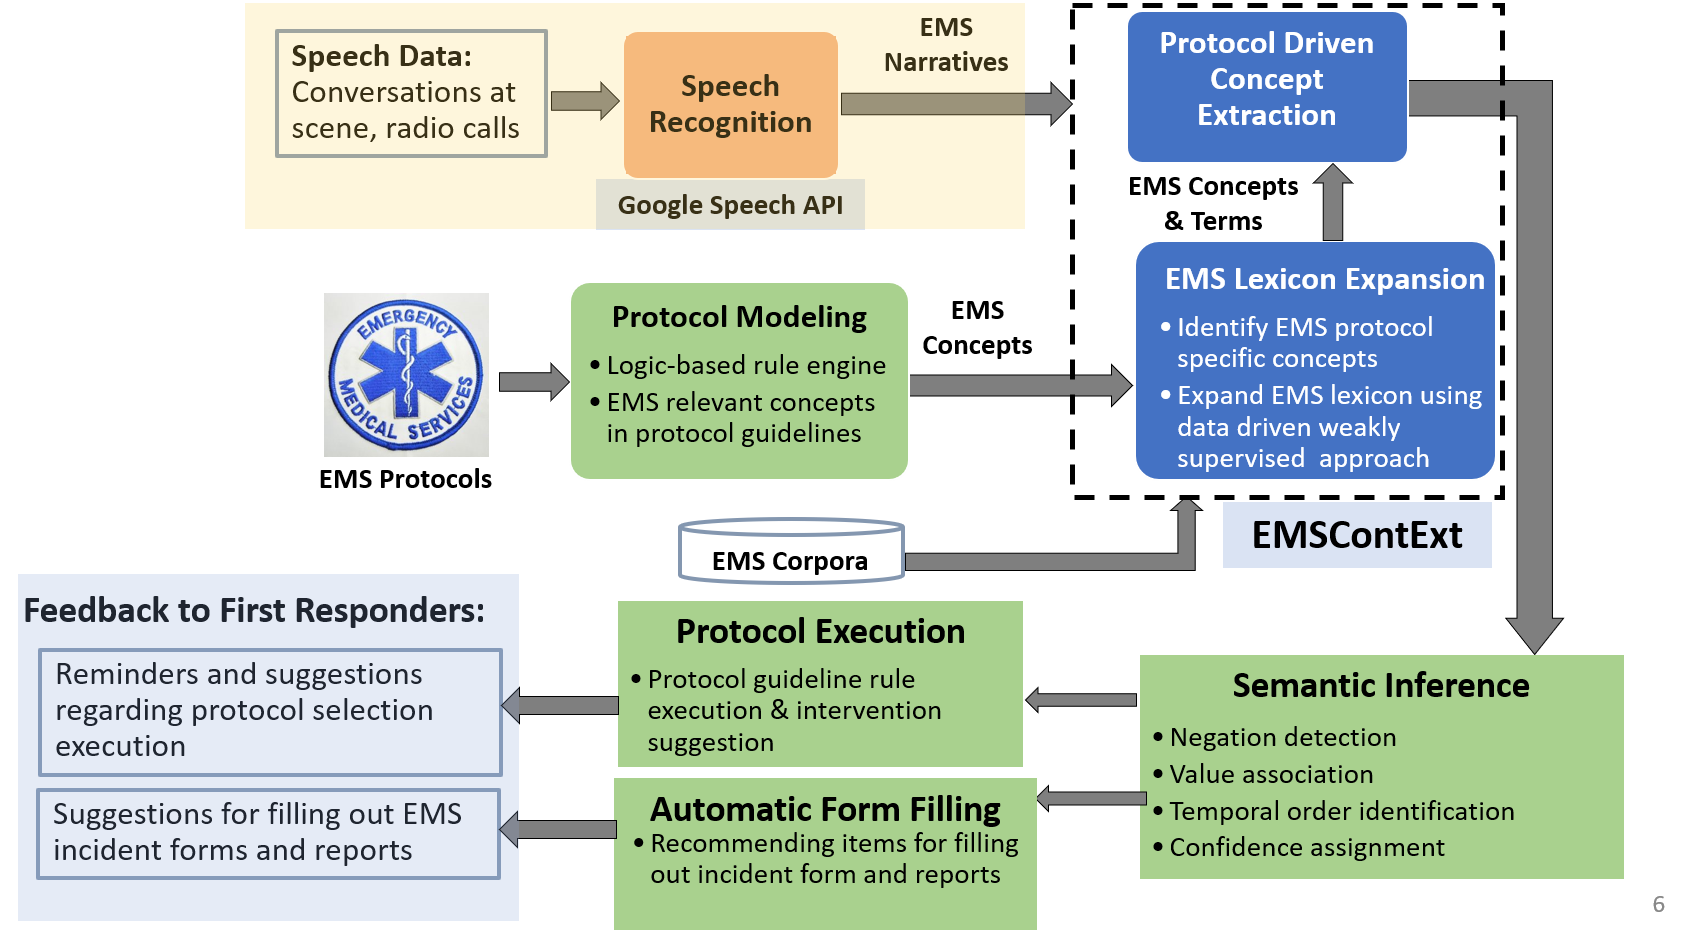 Speech Data:
Conversations at
scene, radio calls
Speech
Recognition
Google Speech API
EMS
Narratives
Protocol Driven
Concept
Extraction
EMS Concepts
& Terms
EMS Lexicon Expansion
• Identify EMS protocol
specific concepts
• Expand EMS lexicon using
data driven weakly
supervised approach
EMSContExt
EMERGENCY
MEDICAL SERVICES
EMS Protocols
Protocol Modeling
• Logic-based rule engine
• EMS relevant concepts
in protocol guidelines
EMS
Concepts
EMS Corpora
Semantic Inference
• Negation detection
• Value association
• Temporal order identification
• Confidence assignment
Protocol Execution
• Protocol guideline rule
execution & intervention
suggestion
Automatic Form Filling
• Recommending items for filling
out incident form and reports
Feedback to First Responders:
Reminders and suggestions
regarding protocol selection
execution
Suggestions for filling out EMS
incident forms and reports
6